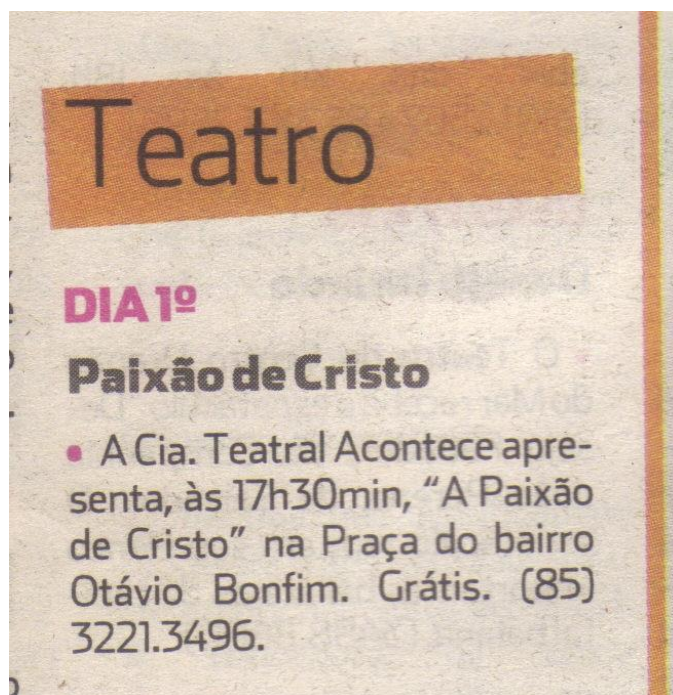 Teatro
DIA 1º
Paixão de Cristo
• A Cia. Teatral Acontece apre-
senta, às 17h30min, “A Paixão
de Cristo” na Praça do bairro
Otávio Bonfim. Grátis. (85)
3221.3496.